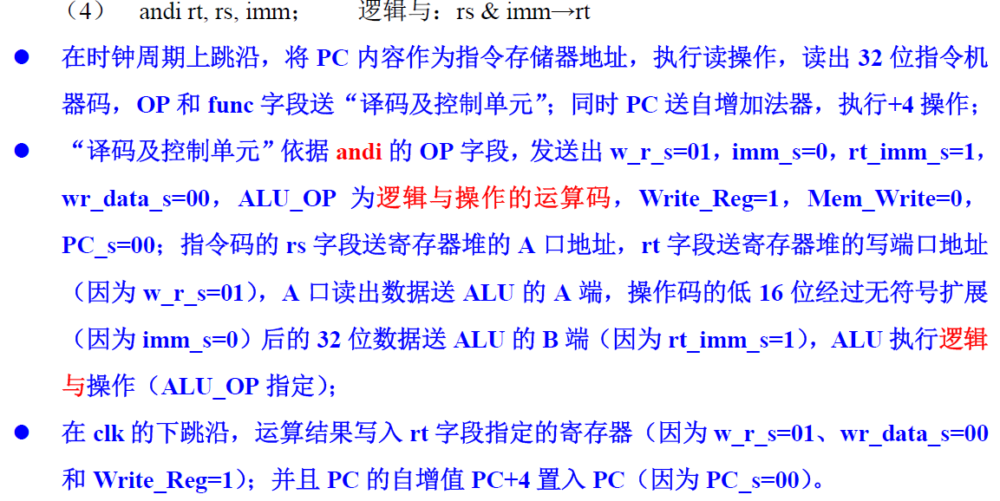 （4） andi rt, rs, imm； 逻辑与：rs & imm→rt
● 在时钟周期上跳沿，将 PC 内容作为指令存储器地址，执行读操作，读出 32 位指令机
器码，OP 和 func 字段送“译码及控制单元”；同时 PC 送自增加法器，执行+4 操作；
● “译码及控制单元”依据 andi 的 OP 字段，发送出 w_r_s=01，imm_s=0，rt_imm_s=1，
wr_data_s=00，ALU_OP 为逻辑与操作的运算码，Write_Reg=1，Mem_Write=0，
PC_s=00；指令码的 rs 字段送寄存器堆的 A 口地址，rt 字段送寄存器堆的写端口地址
（因为 w_r_s=01），A 口读出数据送 ALU 的 A 端，操作码的低 16 位经过无符号扩展
（因为 imm_s=0）后的 32 位数据送 ALU 的 B 端（因为 rt_imm_s=1），ALU 执行逻辑
与操作（ALU_OP 指定）；
● 在 clk 的下跳沿，运算结果写入 rt 字段指定的寄存器（因为 w_r_s=01、wr_data_s=00
和 Write_Reg=1）；并且 PC 的自增值 PC+4 置入 PC（因为 PC_s=00）。